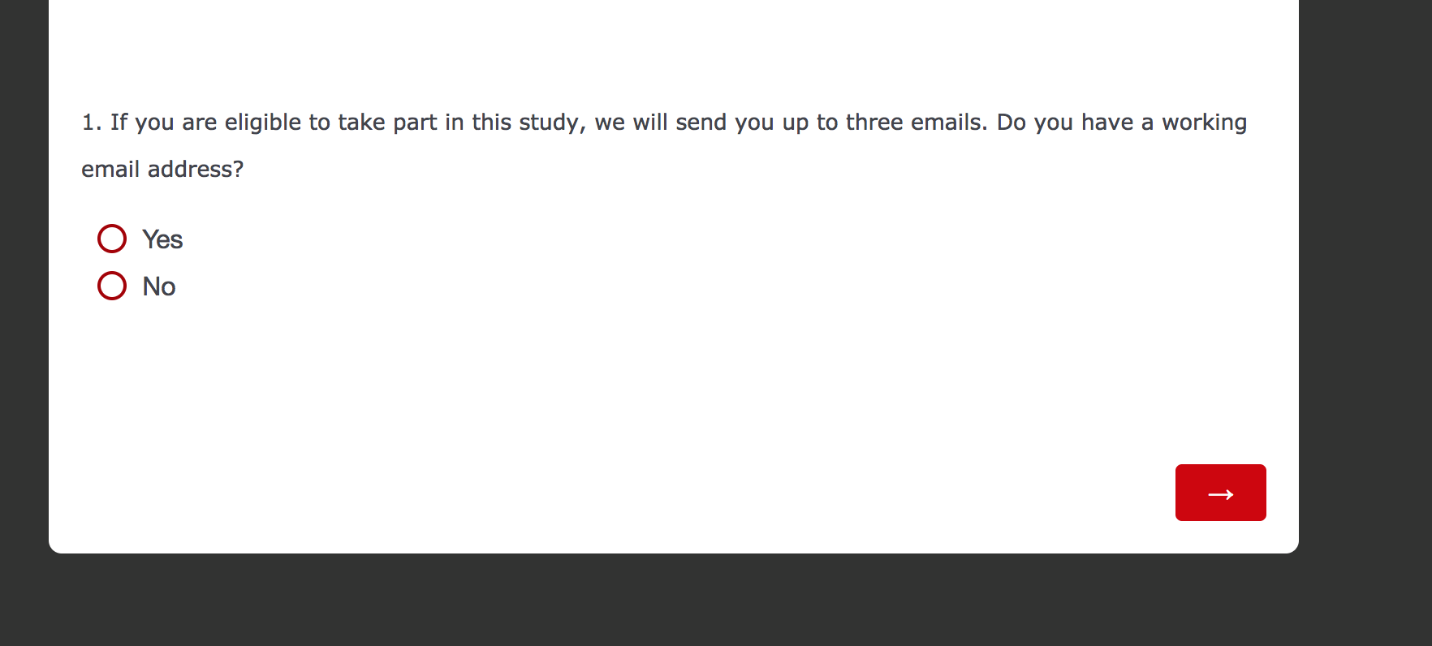 1. If you are eligible to take part in this study, we will send you up to three emails. Do you have a working
email address?
Yes
No
→